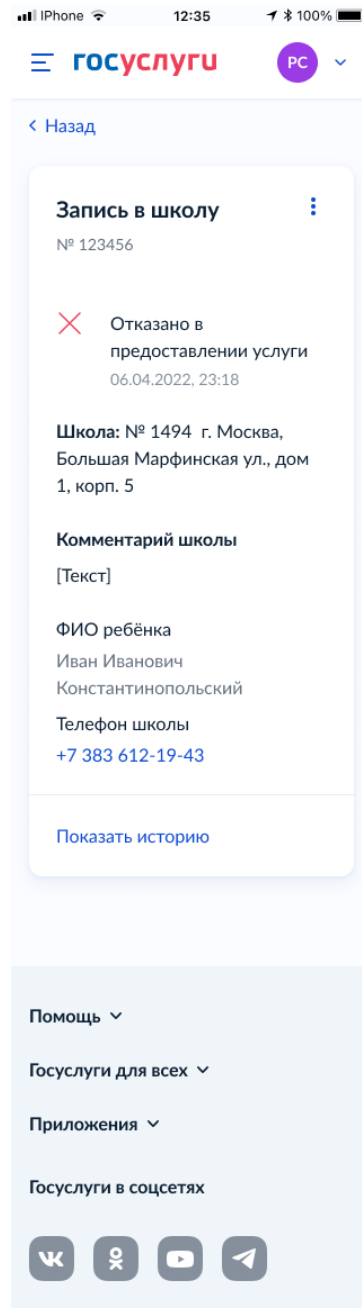 IPhone 12:35 100%
госуслуги РС
Назад
Запись в школу
№ 123456
Отказано в
предоставлении услуги
06.04.2022, 23:18
Школа: № 1494 г. Москва,
Большая Марфинская ул., дом
1, корп. 5
Комментарий школы
[Текст]
ФИО ребёнка
Иван Иванович
Константинопольский
Телефон школы
+7 383 612-19-43
Показать историю
Помощь
Госуслуги для всех
Приложения
Госуслуги в соцсетях